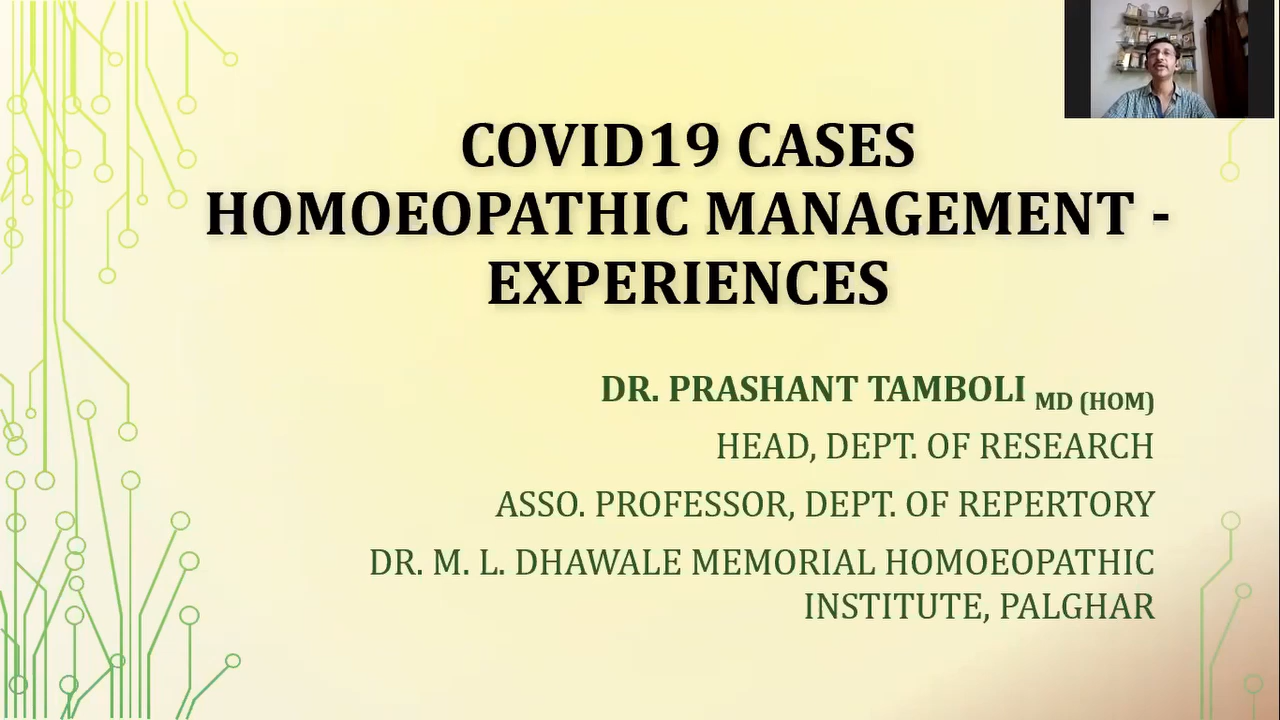 COVID19 CASES
HOMOEOPATHIC MANAGEMENT -
EXPERIENCES
DR. PRASHANT TAMBOLI MD (HOM)
HEAD, DEPT. OF RESEARCH
ASSO. PROFESSOR, DEPT. OF REPERTORY
DR. M. L. DHAWALE MEMORIAL HOMOEOPATHIC
INSTITUTE, PALGHAR